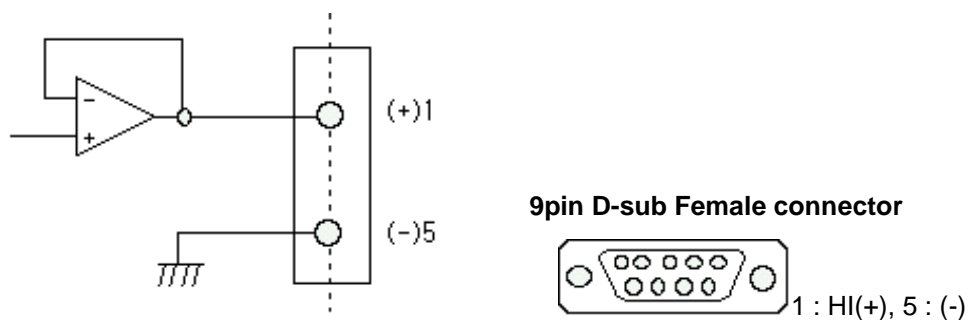 −
+
(+)1
(-)5
9pin D-sub Female connector
1 : HI(+), 5 : (-)